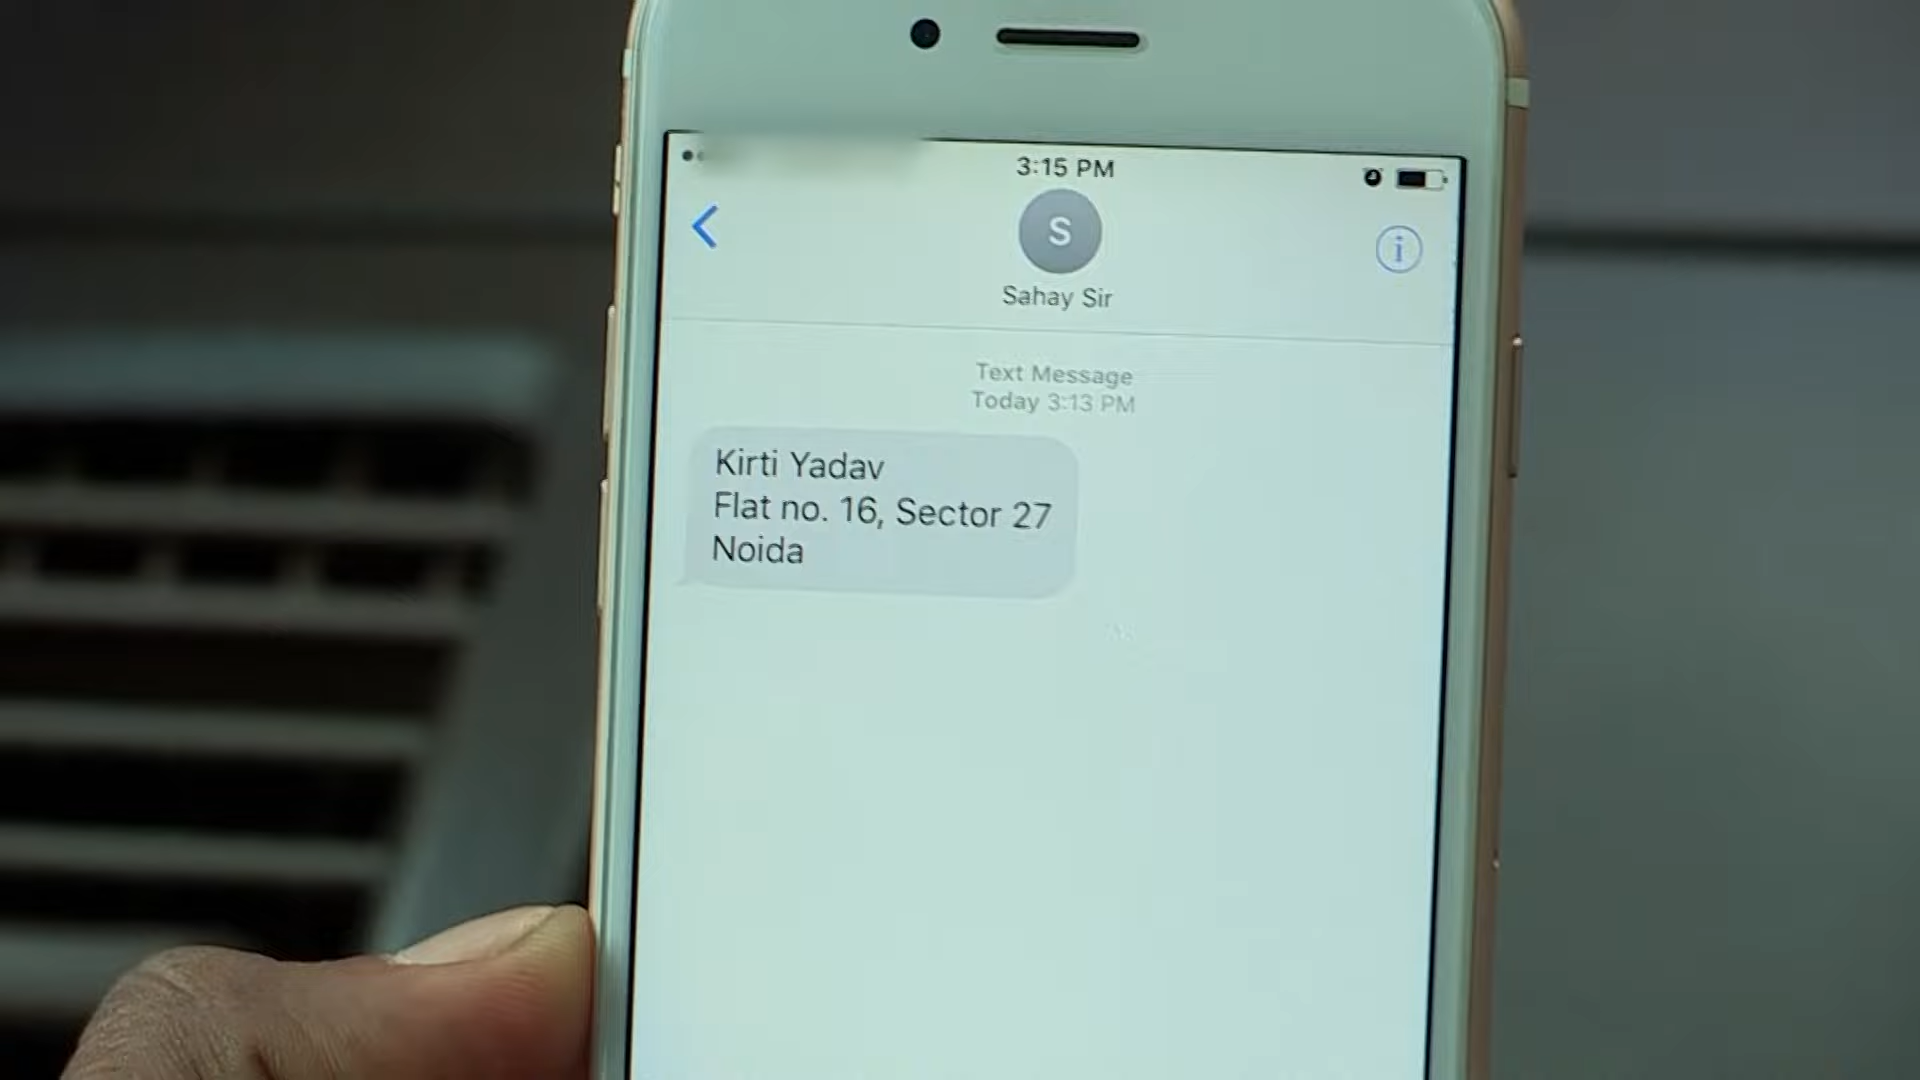 3:15 PM
S
Sahay Sir
Text Message
Today 3:13 PM
Kirti Yadav
Flat no. 16, Sector 27
Noida